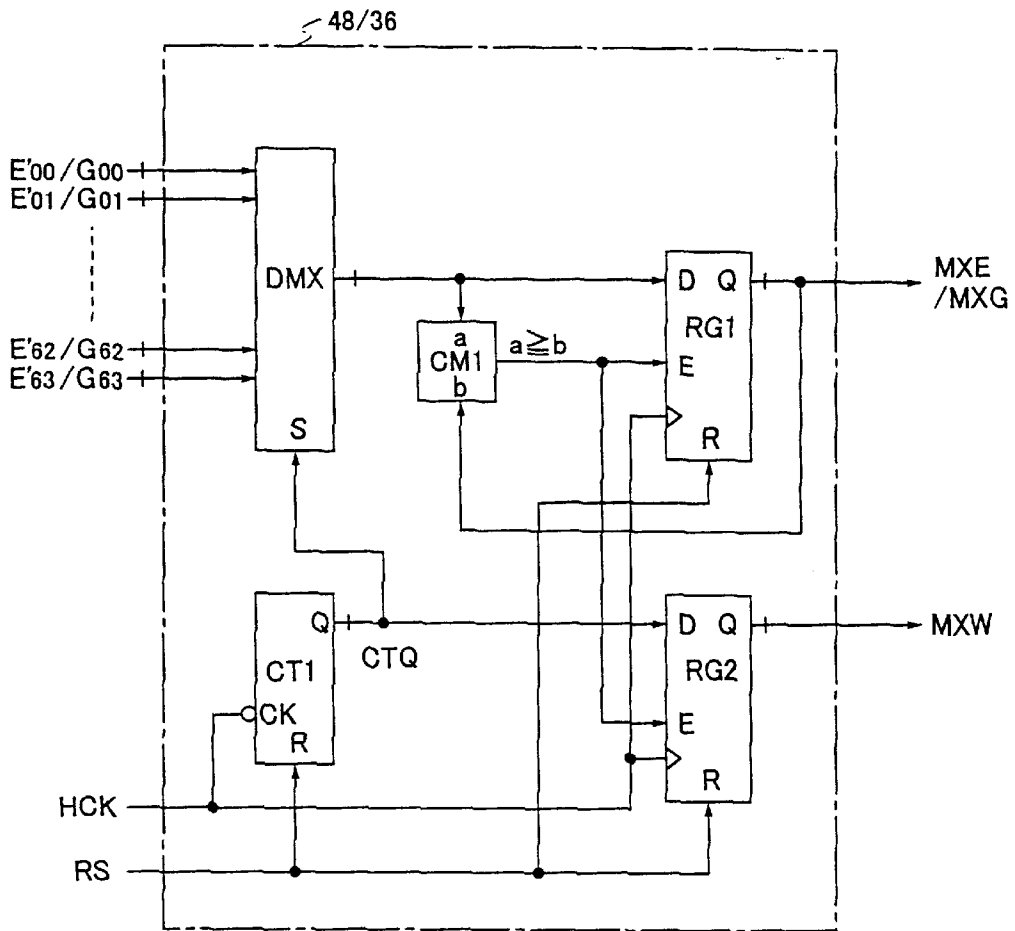 48/36
E'00/G00
E'01/G01
E'62/G62
E'63/G63
DMX
S
a
CM1
b
a≧b
D Q
RG1
E
R
MXE
/MXG
Q
CTQ
CT1
CK
R
D Q
RG2
E
R
MXW
HCK
RS